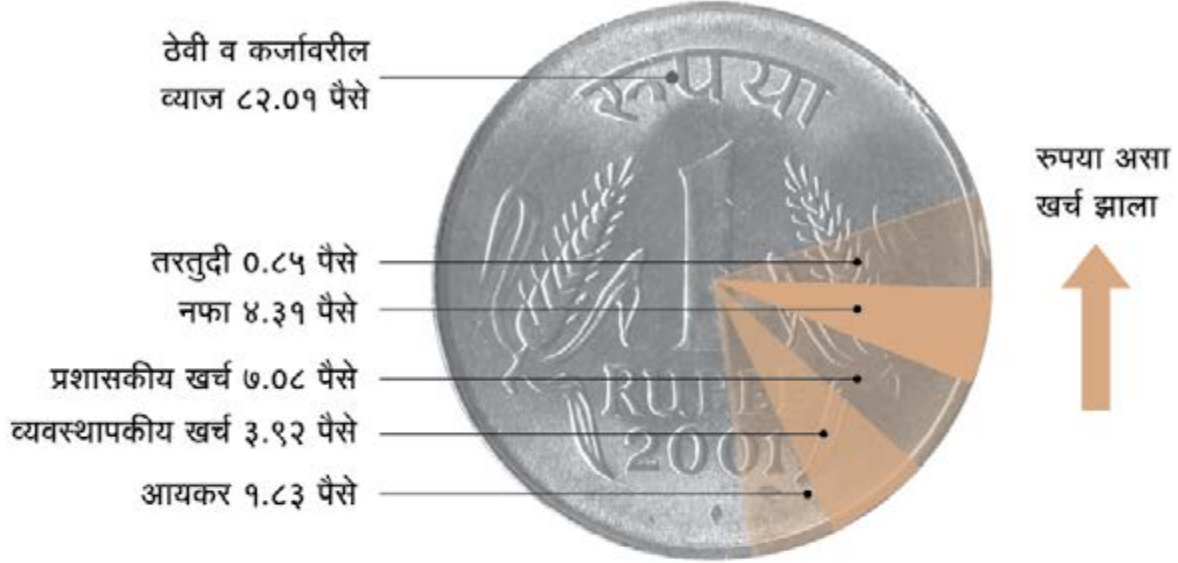 ठेवी व कर्जावरील
व्याज ८२.०१ पैसे
रुपया
1
RUPEE
2001
तरतुदी ०.८५ पैसे
नफा ४.३१ पैसे
प्रशासकीय खर्च ७.०८ पैसे
व्यवस्थापकीय खर्च ३.९२ पैसे
आयकर १.८३ पैसे
रुपया असा
खर्च झाला